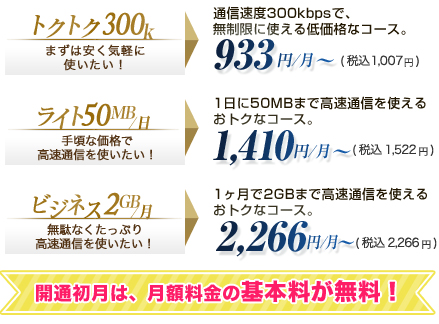 トクトク300k
まずは安く気軽に
使いたい！
通信速度300kbpsで、
無制限に使える低価格なコース。
933円/月～（税込1,007円）
ライト50MB/日
手頃な価格で
高速通信を使いたい！
1日に50MBまで高速通信を使える
おトクなコース。
1,410円/月～（税込1,522円）
ビジネス2GB/月
無駄なくたっぷり
高速通信を使いたい！
1ヶ月で2GBまで高速通信を使える
おトクなコース。
2,266円/月～（税込2,266円）
開通初月は、月額料金の基本料が無料！